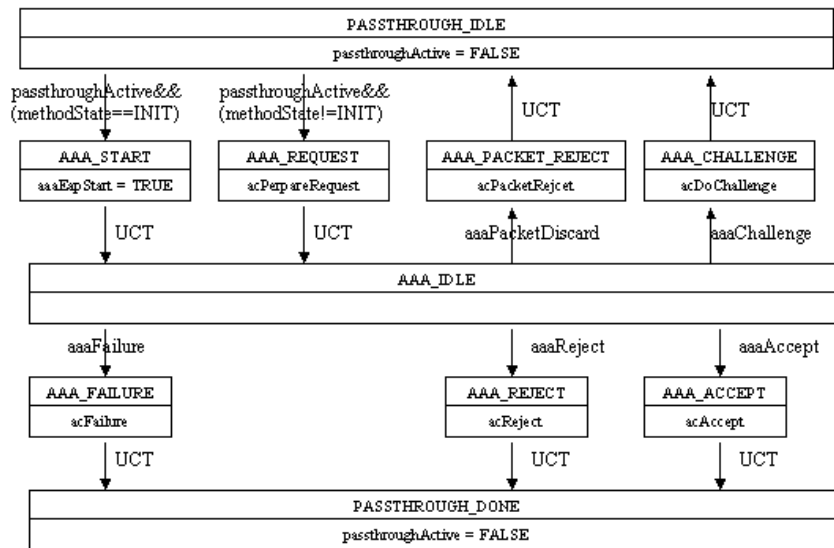 PASSTHROUGH_IDLE
passthroughActive = FALSE
passthroughActive&&
(methodState==INIT)
passthroughActive&&
(methodState!=INIT)
UCT
UCT
AAA_START
aaaEapStart = TRUE
AAA_REQUEST
acPerpareRequest
AAA_PACKET_REJECT
acPacketRejcet
AAA_CHALLENGE
acDoChallenge
UCT
UCT
aaaPacketDiscard
aaaChallenge
AAA_IDLE
aaaFailure
aaaReject
aaaAccept
AAA_FAILURE
acFailure
AAA_REJECT
acReject
AAA_ACCEPT
acAccept
UCT
UCT
UCT
PASSTHROUGH_DONE
passthroughActive = FALSE